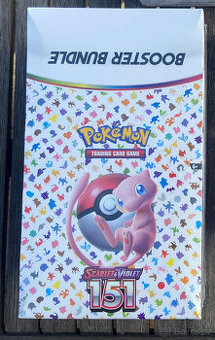 BOOSTER BUNDLE
POKéMON
TRADING CARD GAME
SCARLET & VIOLET
151